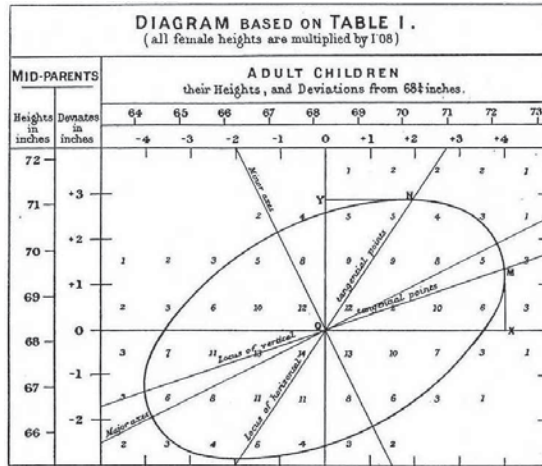 DIAGRAM BASED ON TABLE I.
(all female heights are multiplied by 1·08)
MID-PARENTS
ADULT CHILDREN
their Heights, and Deviations from 68¼ inches.
Heights in inches
Deviates in inches
64 65 66 67 68 69 70 71 72 73
-4 -3 -2 -1 0 +1 +2 +3 +4
72
1 2 2 2 1
+3
71
Y N
2 4 5 5 4 3 1
Minor axes
+2
70
1 2 3 5 8 9 9 8 5 3
tangential points
M
+1
69
2 3 6 10 12 12 10 6 3
tangential points
0
O X
68
3 7 11 13 14 13 10 7 3 1
Locus of vertical
-1
67
3 6 8 11 11 8 6 3 1
Major axes
Locus of horizontal
-2
66
2 3 4 5 4 3 2